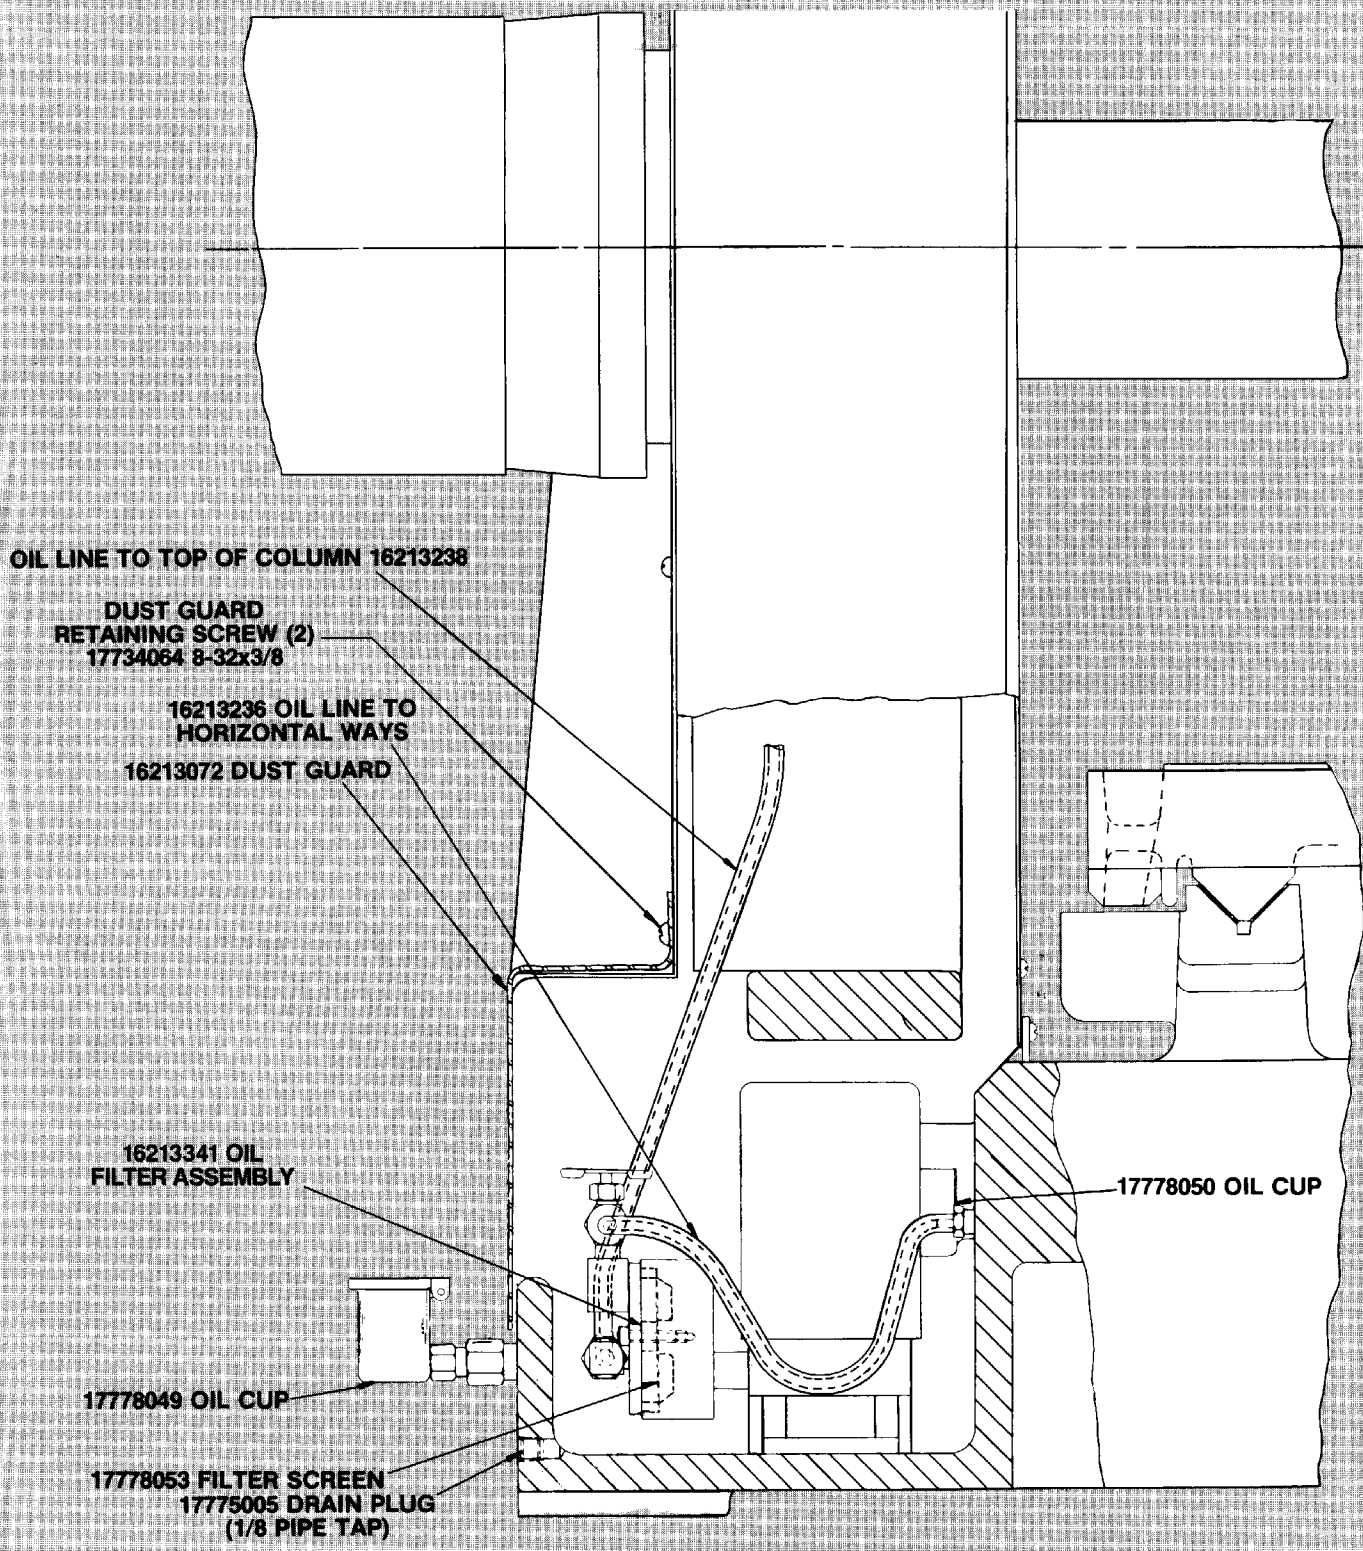 OIL LINE TO TOP OF COLUMN 16213238
DUST GUARD
RETAINING SCREW (2)
17734064 8-32x3/8
16213236 OIL LINE TO
HORIZONTAL WAYS
16213072 DUST GUARD
16213341 OIL
FILTER ASSEMBLY
17778050 OIL CUP
17778049 OIL CUP
17778053 FILTER SCREEN
17775005 DRAIN PLUG
(1/8 PIPE TAP)